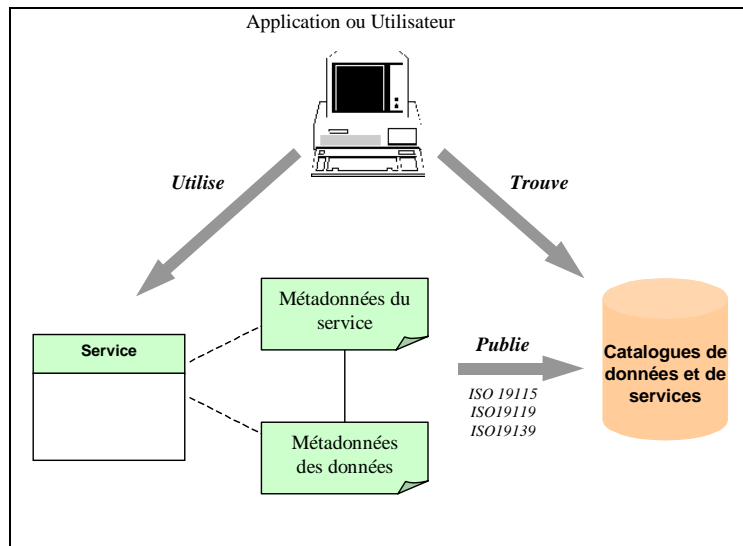 Application ou Utilisateur
Utilise
Trouve
Métadonnées du
service
Service
Publie
ISO 19115
ISO19119
ISO19139
Catalogues de
données et de
services
Métadonnées
des données